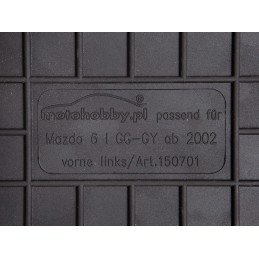 motohobby.pl passend für
Mazda 6 I GG-GY ab 2002
vorne links/Art.150701